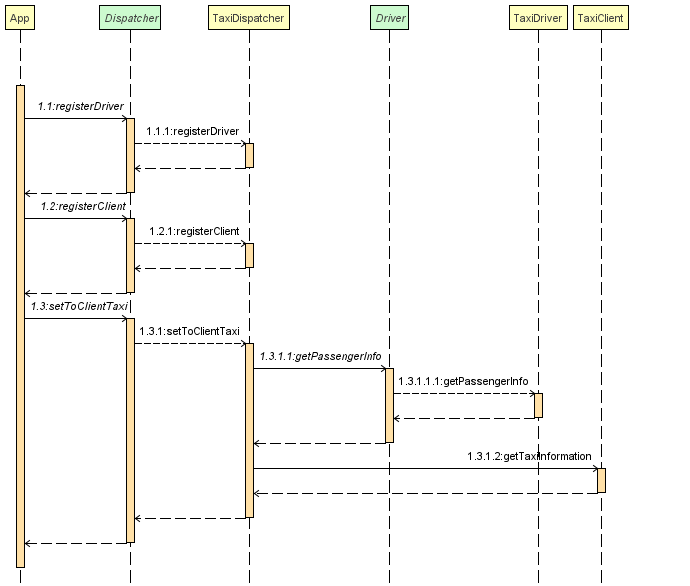 App Dispatcher TaxiDispatcher Driver TaxiDriver TaxiClient
1.1:registerDriver
1.1.1:registerDriver
1.2:registerClient
1.2.1:registerClient
1.3:setToClientTaxi
1.3.1:setToClientTaxi
1.3.1.1:getPassengerInfo
1.3.1.1.1:getPassengerInfo
1.3.1.2:getTaxiInformation